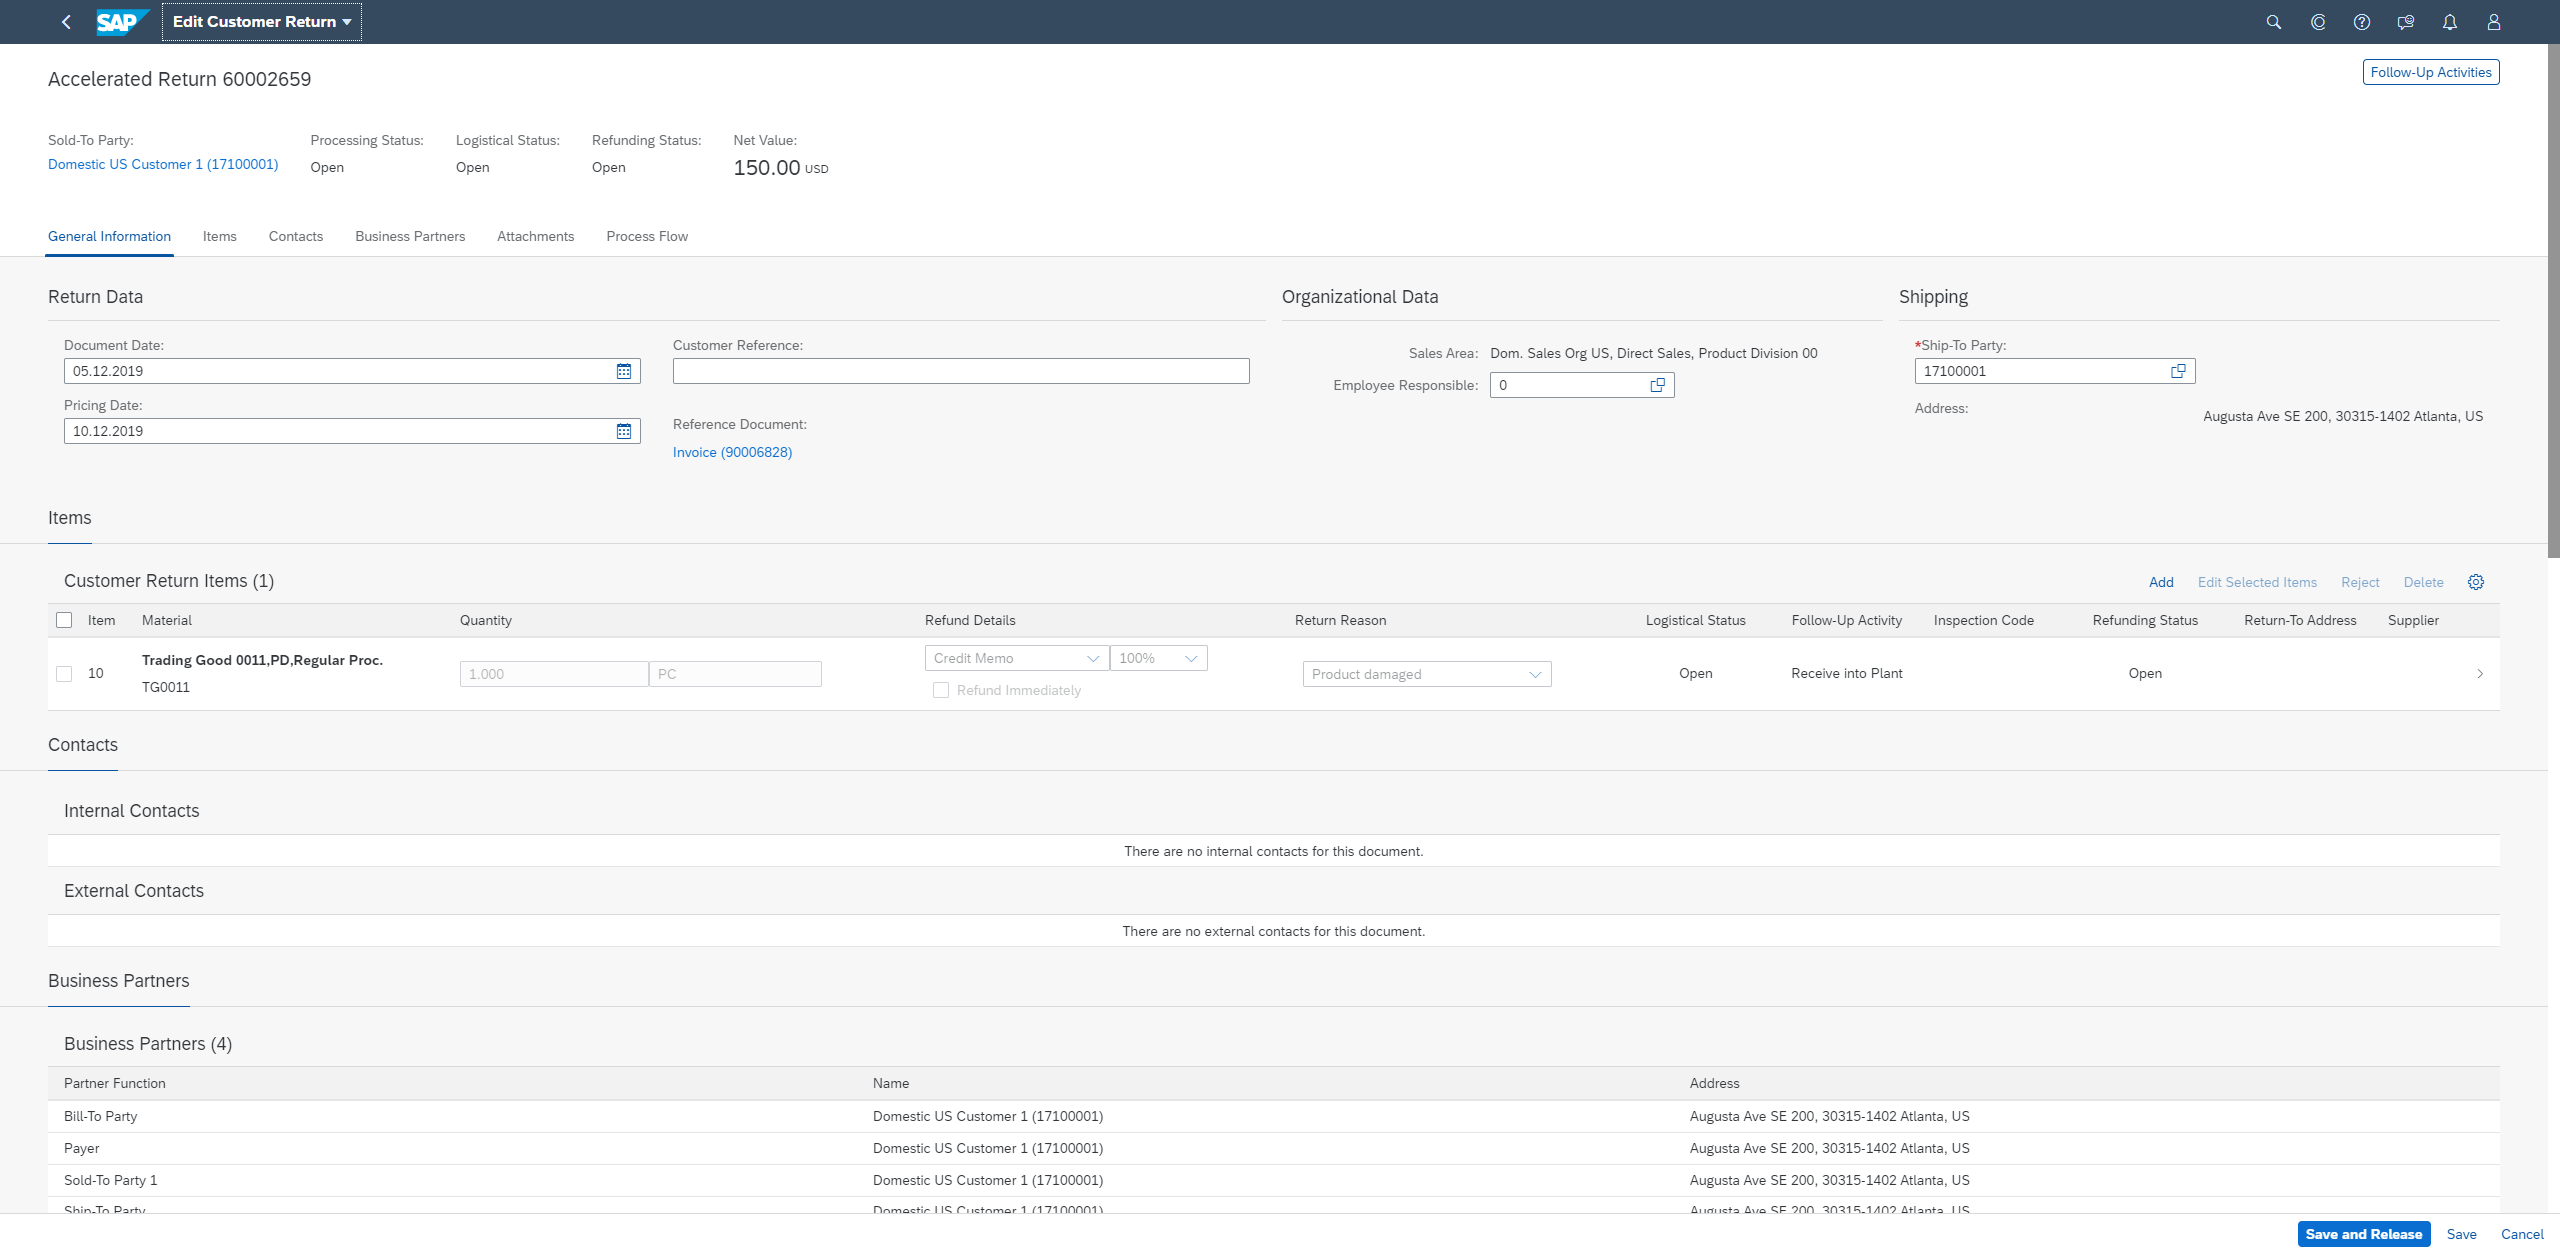 SAP Edit Customer Return
Accelerated Return 60002659
Follow-Up Activities
Sold-To Party: Processing Status: Logistical Status: Refunding Status: Net Value:
Domestic US Customer 1 (17100001) Open Open Open 150.00 USD
General Information Items Contacts Business Partners Attachments Process Flow
Return Data
Document Date:
05.12.2019
Pricing Date:
10.12.2019
Customer Reference:
Reference Document:
Invoice (90006828)
Organizational Data
Sales Area: Dom. Sales Org US, Direct Sales, Product Division 00
Employee Responsible: 0
Shipping
*Ship-To Party:
17100001
Address:
Augusta Ave SE 200, 30315-1402 Atlanta, US
Items
Customer Return Items (1)
Add Edit Selected Items Reject Delete
Item Material Quantity Refund Details Return Reason Logistical Status Follow-Up Activity Inspection Code Refunding Status Return-To Address Supplier
10 Trading Good 0011,PD,Regular Proc.
TG0011
1.000 PC
Credit Memo 100%
Refund Immediately
Product damaged
Open Receive into Plant Open
Contacts
Internal Contacts
There are no internal contacts for this document.
External Contacts
There are no external contacts for this document.
Business Partners
Business Partners (4)
Partner Function Name Address
Bill-To Party Domestic US Customer 1 (17100001) Augusta Ave SE 200, 30315-1402 Atlanta, US
Payer Domestic US Customer 1 (17100001) Augusta Ave SE 200, 30315-1402 Atlanta, US
Sold-To Party 1 Domestic US Customer 1 (17100001) Augusta Ave SE 200, 30315-1402 Atlanta, US
Ship-To Party Domestic US Customer 1 (17100001) Augusta Ave SE 200, 30315-1402 Atlanta, US
Save and Release Save Cancel